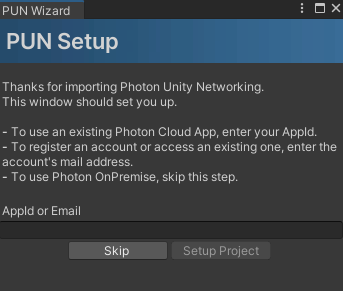 PUN Wizard
PUN Setup
Thanks for importing Photon Unity Networking.
This window should set you up.
- To use an existing Photon Cloud App, enter your AppId.
- To register an account or access an existing one, enter the
account's mail address.
- To use Photon OnPremise, skip this step.
AppId or Email
Skip
Setup Project